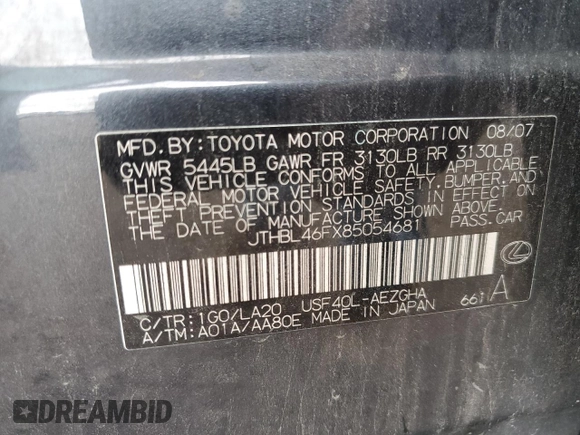 MFD.BY:TOYOTA MOTOR CORPORATION 08/07
GVWR 5445LB GAWR FR 3130LB RR 3130LB
THIS VEHICLE CONFORMS TO ALL APPLICABLE
FEDERAL MOTOR VEHICLE SAFETY,BUMPER,AND
THEFT PREVENTION STANDARDS IN EFFECT ON
THE DATE OF MANUFACTURE SHOWN ABOVE.
JTHBL46FX85054681 PASS.CAR
C/TR:1G0/LA20 USF40L-AEZGHA
A/TM:A01A/AA80E MADE IN JAPAN 661 A
DREAMBID